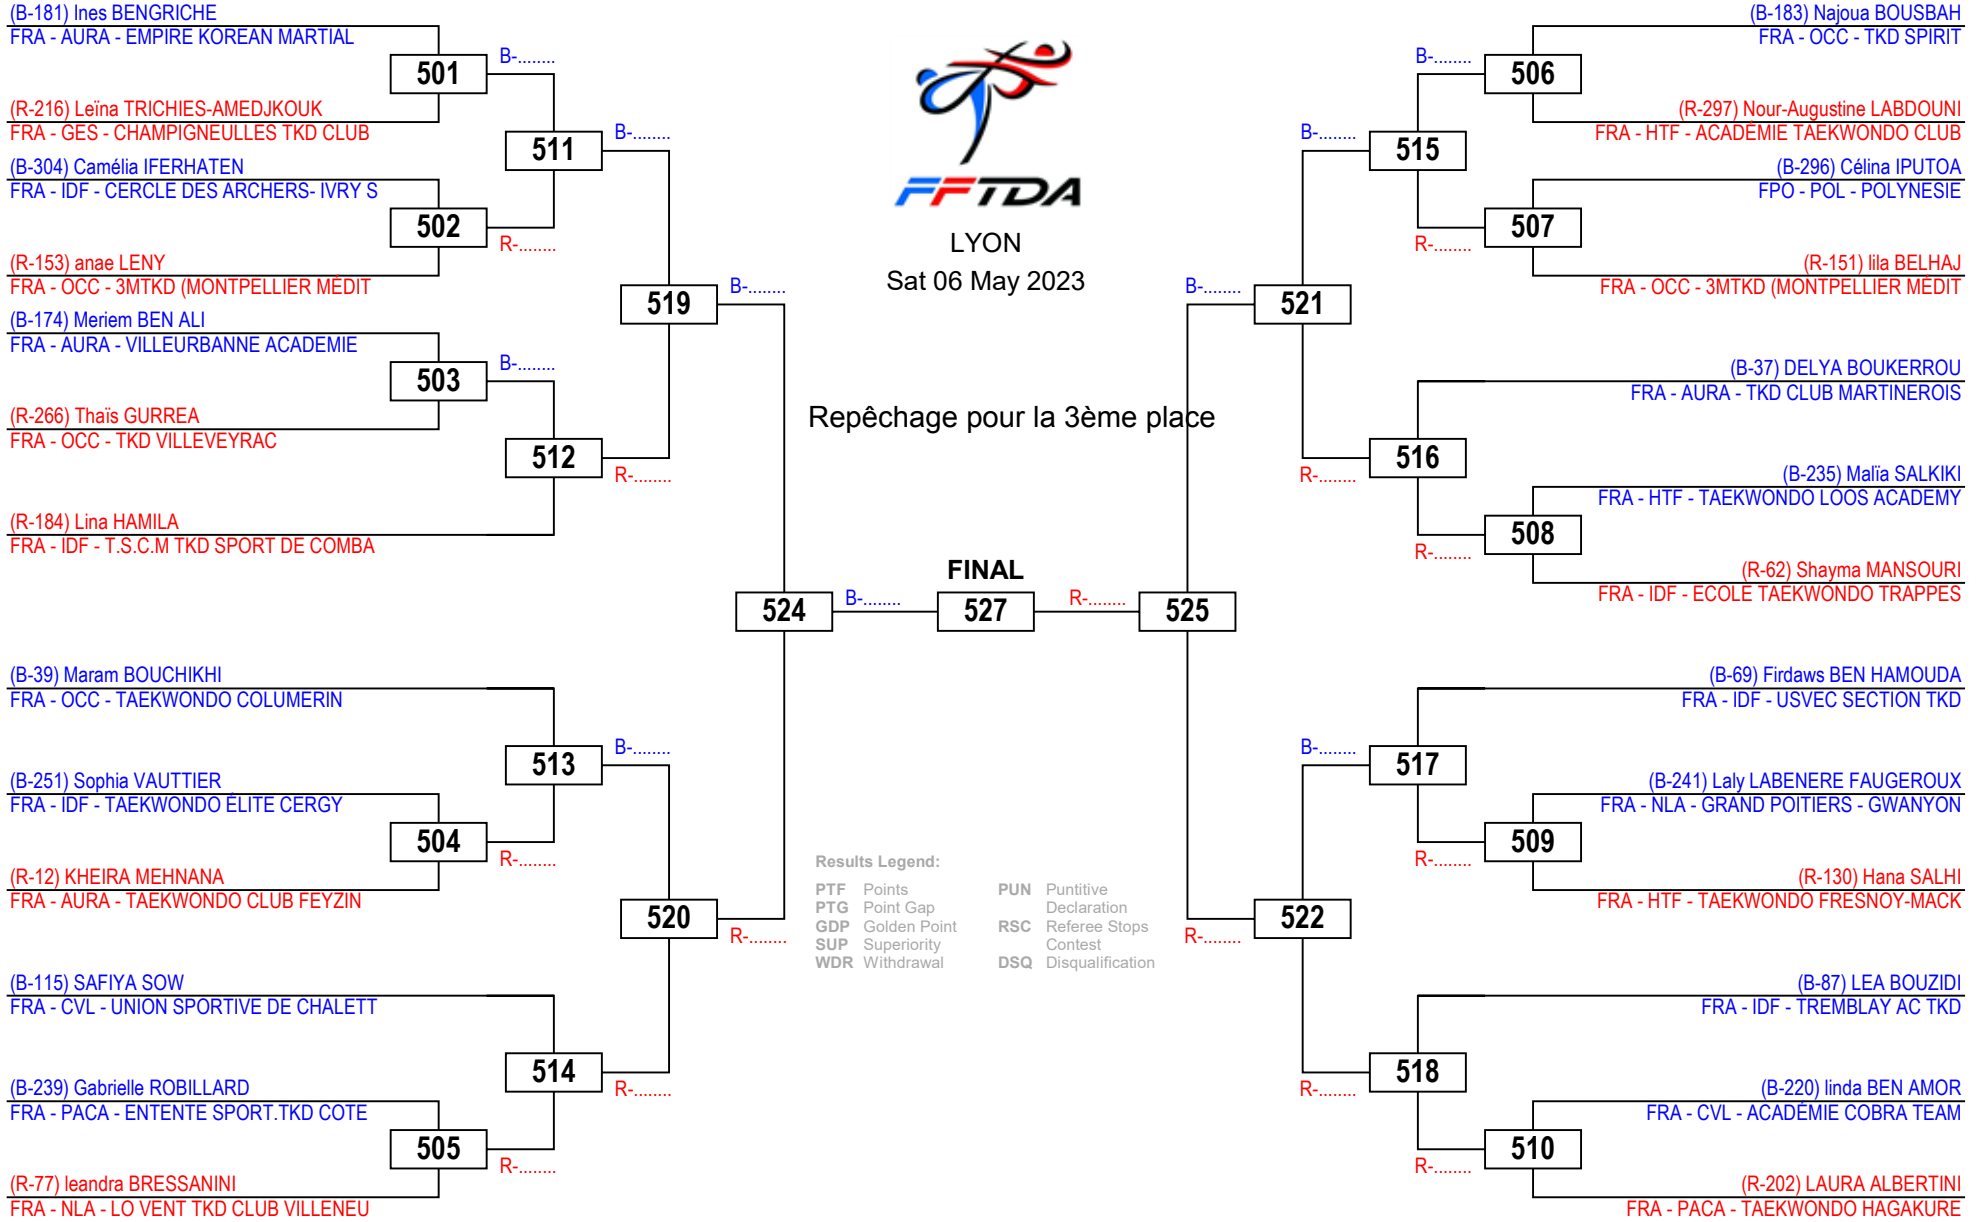 (B-181) Ines BENGRICHE
FRA - AURA - EMPIRE KOREAN MARTIAL
501
B-........
(R-216) Leïna TRICHIES-AMEDJKOUK
FRA - GES - CHAMPIGNEULLES TKD CLUB
511
B-........
(B-304) Camélia IFERHATEN
FRA - IDF - CERCLE DES ARCHERS- IVRY S
502
R-........
(R-153) anae LENY
FRA - OCC - 3MTKD (MONTPELLIER MÉDIT
519
B-........
(B-174) Meriem BEN ALI
FRA - AURA - VILLEURBANNE ACADEMIE
503
B-........
(R-266) Thaïs GURREA
FRA - OCC - TKD VILLEVEYRAC
512
R-........
(R-184) Lina HAMILA
FRA - IDF - T.S.C.M TKD SPORT DE COMBA
524
B-........
(B-39) Maram BOUCHIKHI
FRA - OCC - TAEKWONDO COLUMERIN
513
B-........
(B-251) Sophia VAUTTIER
FRA - IDF - TAEKWONDO ÉLITE CERGY
504
R-........
(R-12) KHEIRA MEHNANA
FRA - AURA - TAEKWONDO CLUB FEYZIN
520
R-........
(B-115) SAFIYA SOW
FRA - CVL - UNION SPORTIVE DE CHALETT
514
R-........
(B-239) Gabrielle ROBILLARD
FRA - PACA - ENTENTE SPORT.TKD COTE
505
R-........
(R-77) leandra BRESSANINI
FRA - NLA - LO VENT TKD CLUB VILLENEU
FFTDA
LYON
Sat 06 May 2023
Repêchage pour la 3ème place
FINAL
527
Results Legend:
PTF Points
PTG Point Gap
GDP Golden Point
SUP Superiority
WDR Withdrawal
PUN Puntitive
Declaration
RSC Referee Stops
Contest
DSQ Disqualification
(B-183) Najoua BOUSBAH
FRA - OCC - TKD SPIRIT
B-........
506
(R-297) Nour-Augustine LABDOUNI
FRA - HTF - ACADÉMIE TAEKWONDO CLUB
B-........
515
(B-296) Célina IPUTOA
FPO - POL - POLYNESIE
R-........
507
(R-151) lila BELHAJ
FRA - OCC - 3MTKD (MONTPELLIER MÉDIT
B-........
521
(B-37) DELYA BOUKERROU
FRA - AURA - TKD CLUB MARTINEROIS
R-........
516
(B-235) Malïa SALKIKI
FRA - HTF - TAEKWONDO LOOS ACADEMY
R-........
508
(R-62) Shayma MANSOURI
FRA - IDF - ECOLE TAEKWONDO TRAPPES
R-........
525
(B-69) Firdaws BEN HAMOUDA
FRA - IDF - USVEC SECTION TKD
B-........
517
(B-241) Laly LABENERE FAUGEROUX
FRA - NLA - GRAND POITIERS - GWANYON
R-........
509
(R-130) Hana SALHI
FRA - HTF - TAEKWONDO FRESNOY-MACK
R-........
522
(B-87) LEA BOUZIDI
FRA - IDF - TREMBLAY AC TKD
R-........
518
(B-220) linda BEN AMOR
FRA - CVL - ACADÉMIE COBRA TEAM
R-........
510
(R-202) LAURA ALBERTINI
FRA - PACA - TAEKWONDO HAGAKURE